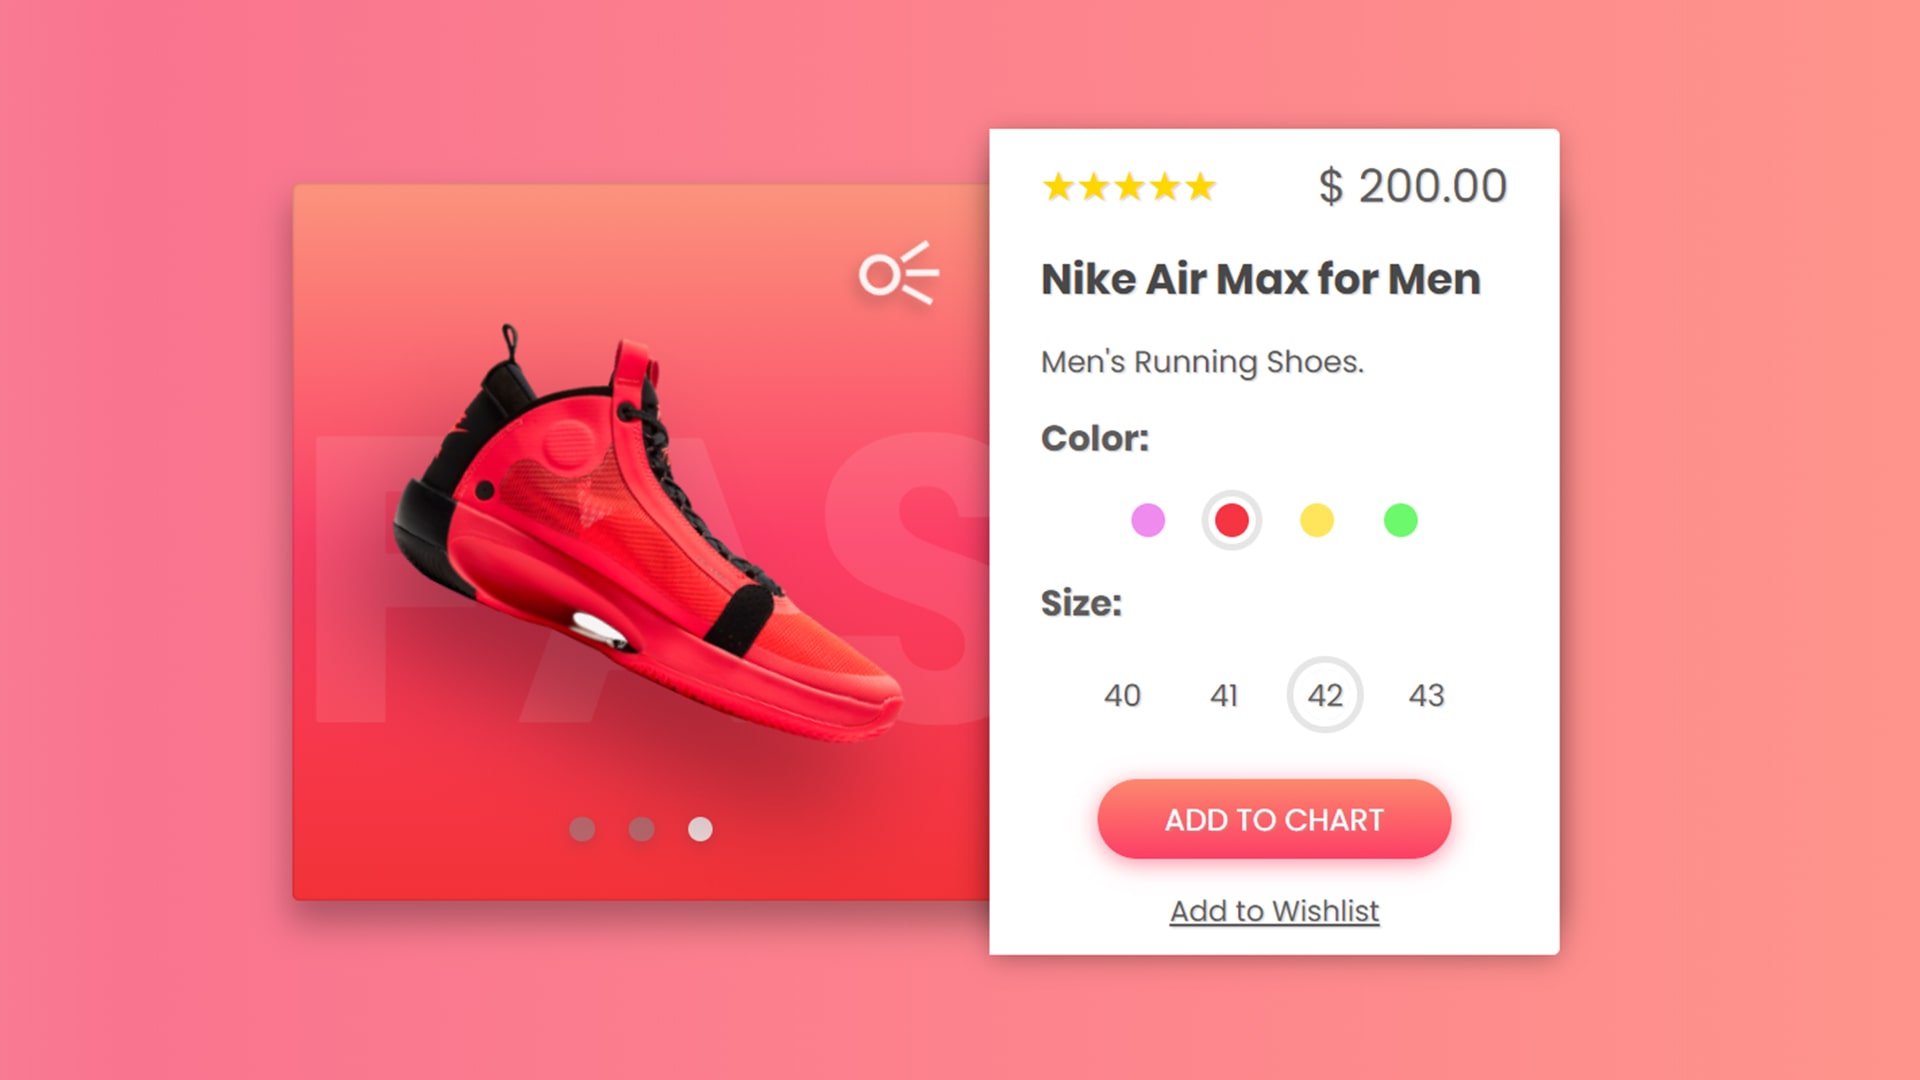 FAS
★★★★★ $ 200.00
Nike Air Max for Men
Men's Running Shoes.
Color:
Size:
40 41 42 43
ADD TO CHART
Add to Wishlist